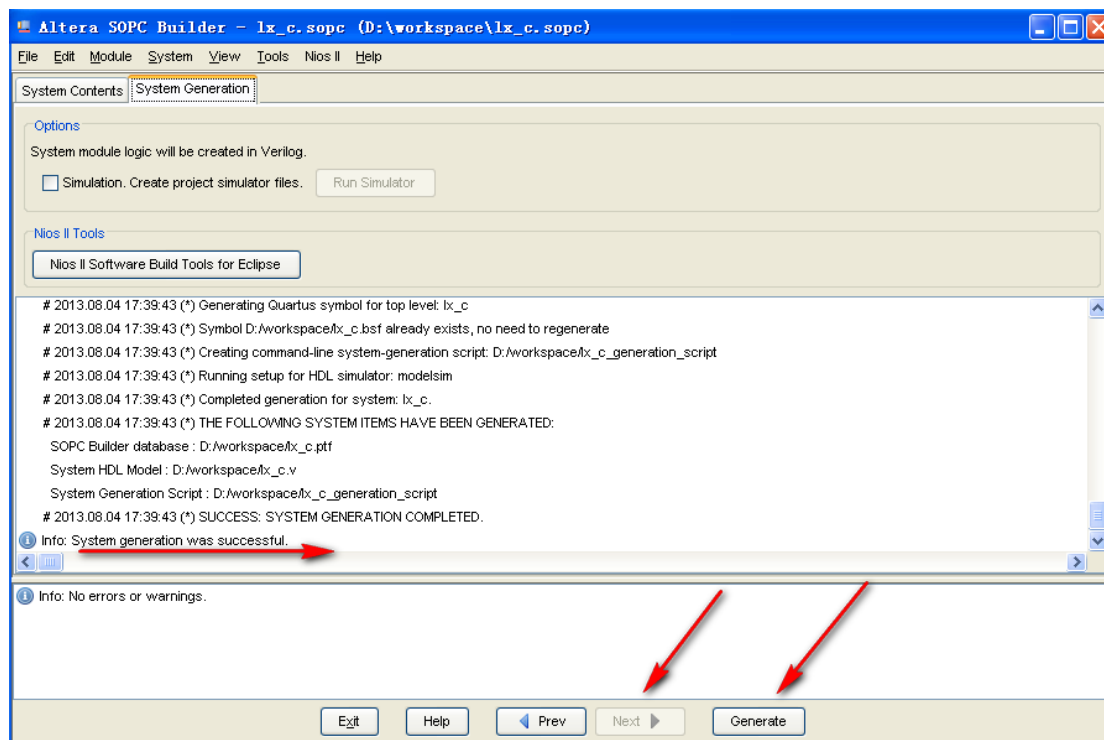 Altera SOPC Builder - lx_c.sopc (D:\workspace\lx_c.sopc)
File Edit Module System View Tools Nios II Help
System Contents System Generation
Options
System module logic will be created in Verilog.
Simulation. Create project simulator files. Run Simulator
Nios II Tools
Nios II Software Build Tools for Eclipse
# 2013.08.04 17:39:43 (*) Generating Quartus symbol for top level: lx_c
# 2013.08.04 17:39:43 (*) Symbol D:/workspace/lx_c.bsf already exists, no need to regenerate
# 2013.08.04 17:39:43 (*) Creating command-line system-generation script: D:/workspace/lx_c_generation_script
# 2013.08.04 17:39:43 (*) Running setup for HDL simulator: modelsim
# 2013.08.04 17:39:43 (*) Completed generation for system: lx_c.
# 2013.08.04 17:39:43 (*) THE FOLLOWING SYSTEM ITEMS HAVE BEEN GENERATED:
SOPC Builder database : D:/workspace/lx_c.ptf
System HDL Model : D:/workspace/lx_c.v
System Generation Script : D:/workspace/lx_c_generation_script
# 2013.08.04 17:39:43 (*) SUCCESS: SYSTEM GENERATION COMPLETED.
Info: System generation was successful.
Info: No errors or warnings.
Exit Help Prev Next Generate